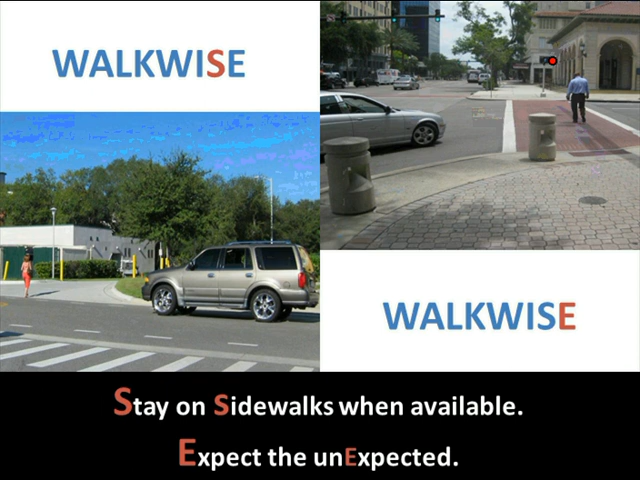 WALKWISE
WALKWISE
Stay on Sidewalks when available.
Expect the unExpected.